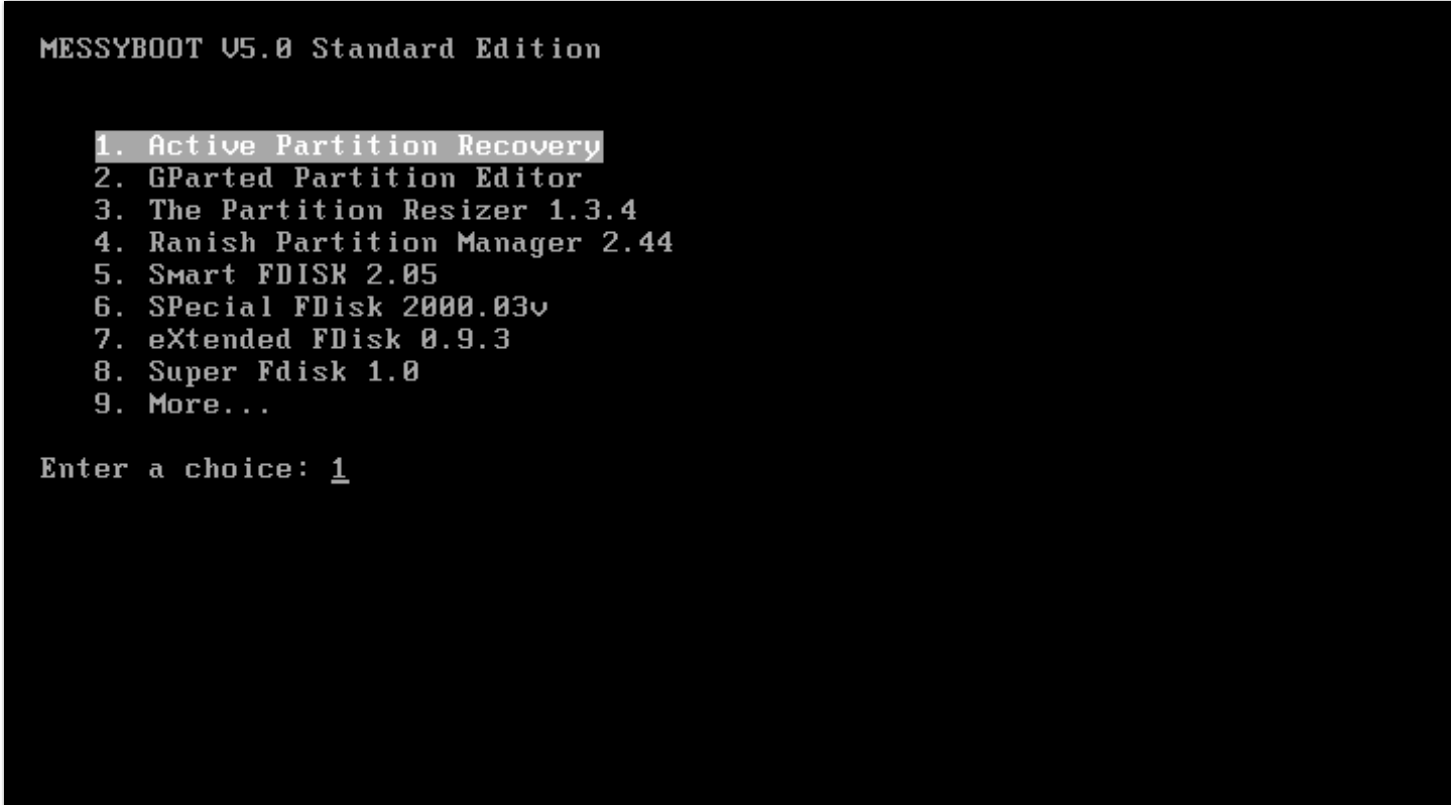 MESSYBOOT V5.0 Standard Edition
1. Active Partition Recovery
2. GParted Partition Editor
3. The Partition Resizer 1.3.4
4. Ranish Partition Manager 2.44
5. Smart FDISK 2.05
6. SPecial FDisk 2000.03v
7. eXtended FDisk 0.9.3
8. Super Fdisk 1.0
9. More...
Enter a choice: 1